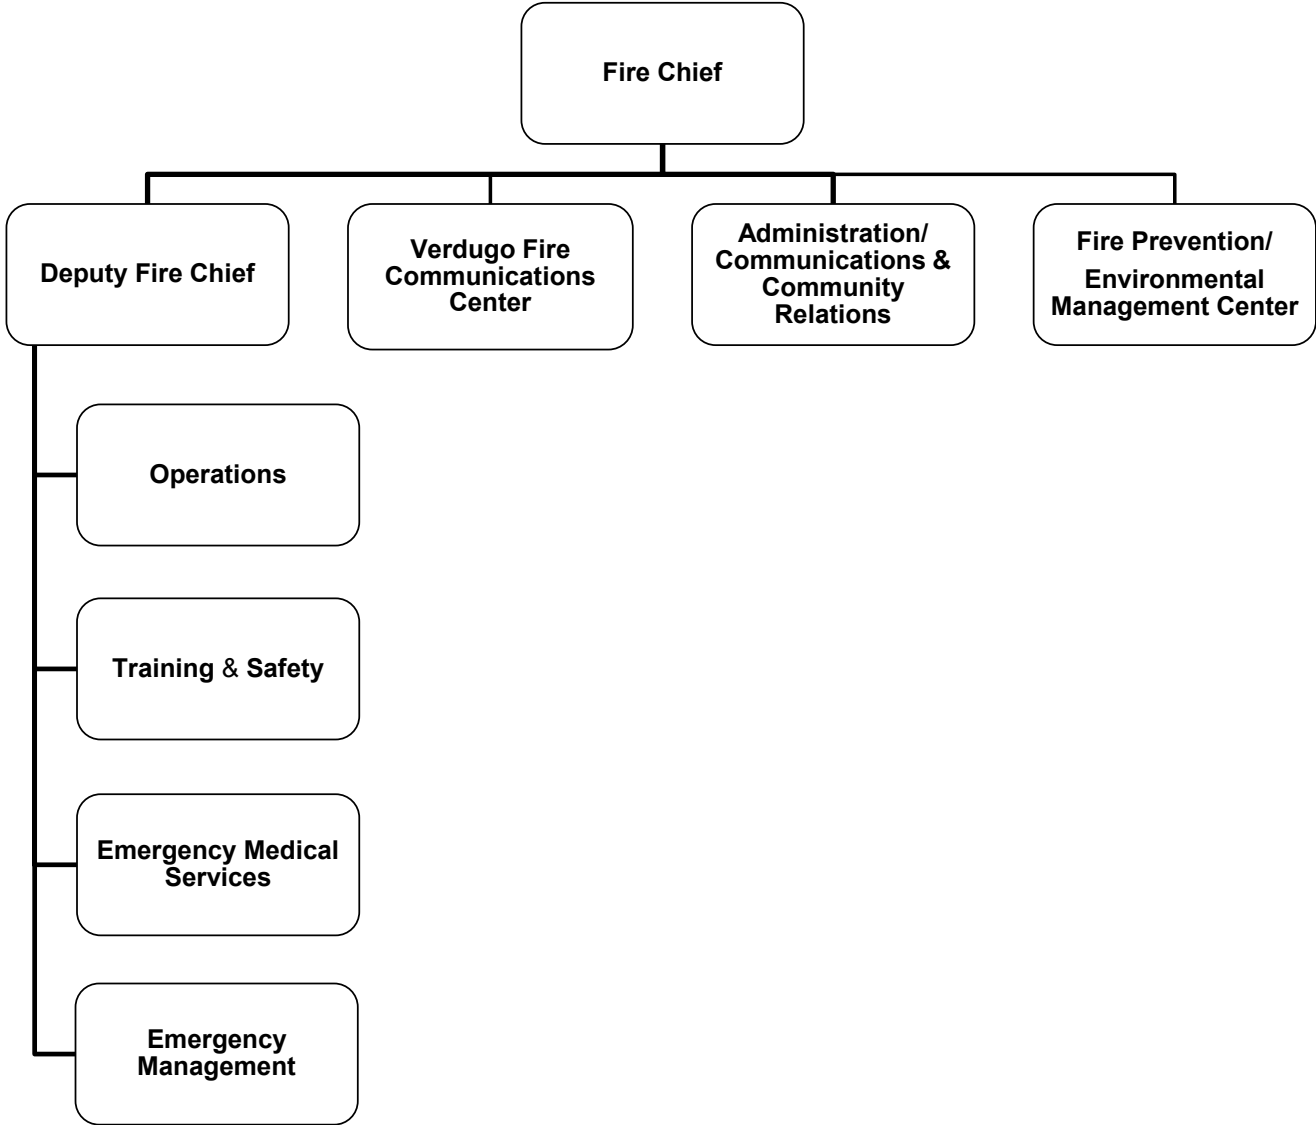 Fire Chief
Deputy Fire Chief
Verdugo Fire
Communications
Center
Administration/
Communications &
Community
Relations
Fire Prevention/
Environmental
Management Center
Operations
Training & Safety
Emergency Medical
Services
Emergency
Management